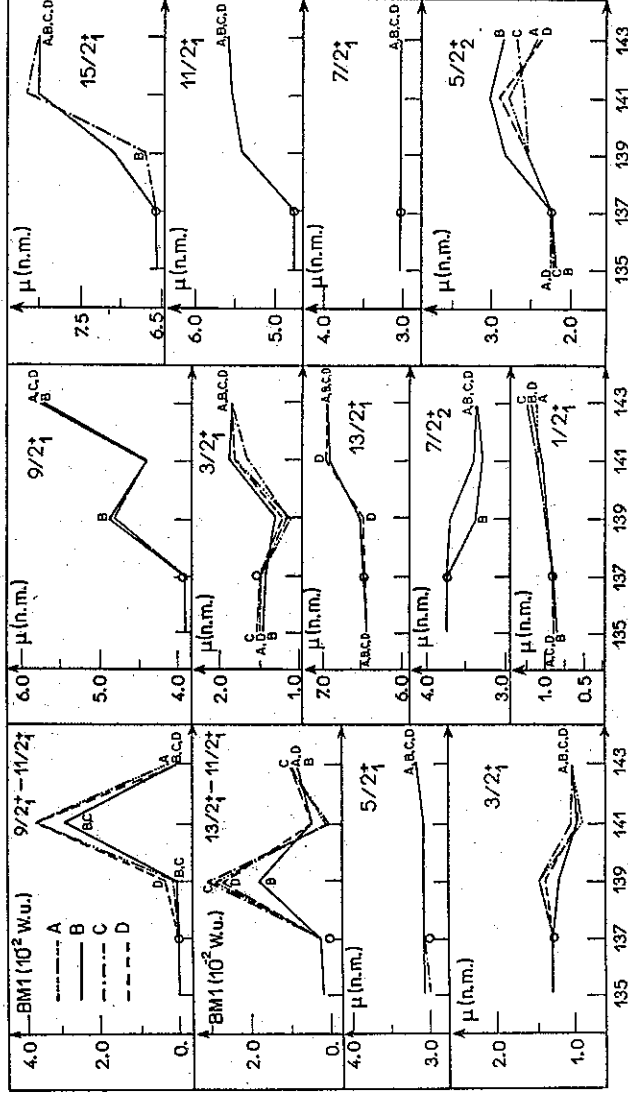 BM1 (10⁻² W.u.)
9/2₁⁺ – 11/2₁⁺
4.0
2.0
0.
A
B
C
D
D
B,C
B,C
A
B,C,D
BM1 (10⁻² W.u.)
13/2₁⁺ – 11/2₁⁺
2.0
0.
C
A
D
B
C
A,D
B
μ (n.m.)
5/2₁⁺
4.0
3.0
A,B,C,D
μ (n.m.)
3/2₁⁺
1.0
A,B,C,D
135
137
139
141
143
μ (n.m.)
9/2₁⁺
6.0
5.0
4.0
B
A,C,D
B
μ (n.m.)
3/2₁⁺
2.0
1.0
C
A,D
B
A,B,C,D
μ (n.m.)
13/2₁⁺
7.0
6.0
A,B,C,D
D
D
A,B,C,D
μ (n.m.)
7/2₂⁺
4.0
3.0
B
A,B,C,D
μ (n.m.)
1/2₁⁺
1.0
0.5
A,C,D
B
C
B,D
A
135
137
139
141
143
μ (n.m.)
15/2₁⁺
7.5
6.5
B
A,B,C,D
μ (n.m.)
11/2₁⁺
6.0
5.0
A,B,C,D
μ (n.m.)
7/2₁⁺
4.0
3.0
A,B,C,D
μ (n.m.)
5/2₂⁺
3.0
2.0
A,D
C
B
B
C
A
D
135
137
139
141
143